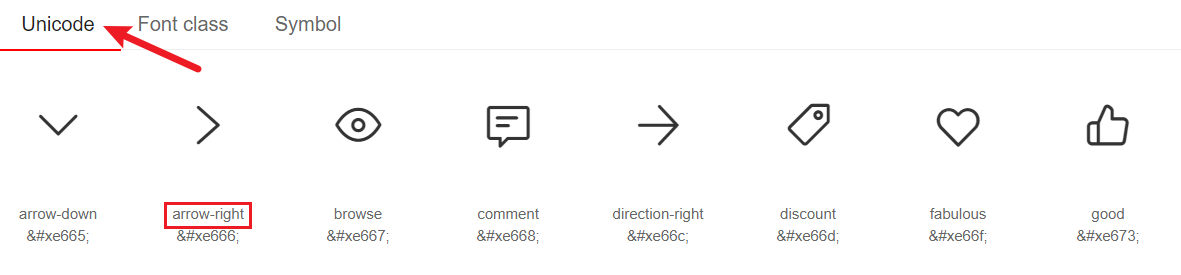 Unicode Font class Symbol
arrow-down arrow-right browse comment direction-right discount fabulous good
&#xe665; &#xe666; &#xe667; &#xe668; &#xe66c; &#xe66d; &#xe66f; &#xe673;